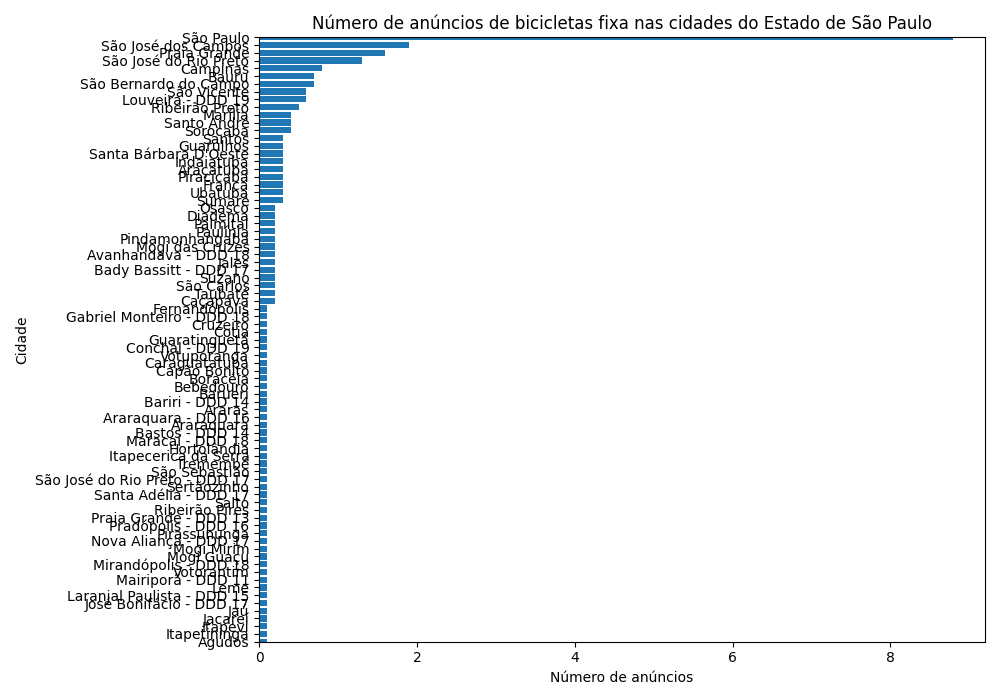 Número de anúncios de bicicletas fixa nas cidades do Estado de São Paulo
São Paulo
São José dos Campos
Praia Grande
São José do Rio Preto
Campinas
Bauru
São Bernardo do Campo
São Vicente
Louveira - DDD 19
Ribeirão Preto
Marília
Santo André
Sorocaba
Santos
Guarulhos
Santa Bárbara D'Oeste
Indaiatuba
Araçatuba
Piracicaba
Franca
Ubatuba
Sumaré
Osasco
Diadema
Palmital
Paulínia
Pindamonhangaba
Mogi das Cruzes
Avanhandava - DDD 18
Jales
Bady Bassitt - DDD 17
Suzano
São Carlos
Taubaté
Caçapava
Fernandópolis
Gabriel Monteiro - DDD 18
Cruzeiro
Cotia
Guaratinguetá
Conchal - DDD 19
Votuporanga
Caraguatatuba
Capão Bonito
Boracéia
Bebedouro
Barueri
Bariri - DDD 14
Araras
Araraquara - DDD 16
Araraquara
Bastos - DDD 14
Maracaí - DDD 18
Hortolândia
Itapecerica da Serra
Tremembé
São Sebastião
São José do Rio Preto - DDD 17
Sertãozinho
Santa Adélia - DDD 17
Salto
Ribeirão Pires
Praia Grande - DDD 13
Pradópolis - DDD 16
Pirassununga
Nova Aliança - DDD 17
Mogi Mirim
Mogi Guaçu
Mirandópolis - DDD 18
Votorantim
Mairiporã - DDD 11
Leme
Laranjal Paulista - DDD 15
José Bonifácio - DDD 17
Jaú
Jacareí
Itapevi
Itapetininga
Agudos
Cidade
0 2 4 6 8
Número de anúncios